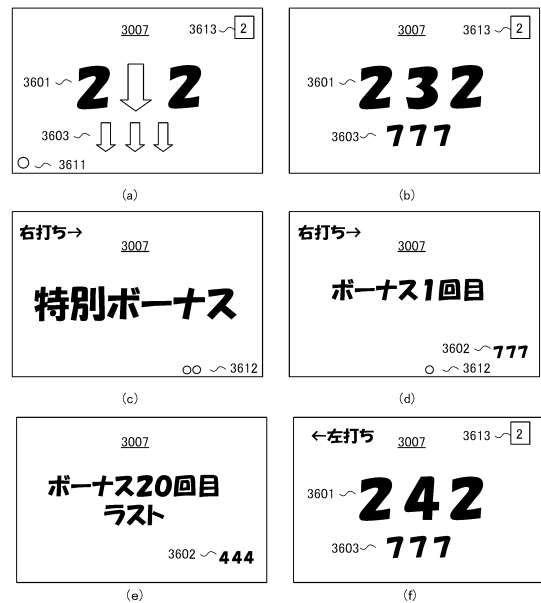 3007
3613
2
3601
2 2
3603
3611
(a)
3007
3613
2
3601
232
3603
777
(b)
右打ち→
3007
特別ボーナス
3612
(c)
右打ち→
3007
ボーナス1回目
3602
777
3612
(d)
3007
ボーナス20回目
ラスト
3602
444
(e)
←左打ち
3007
3613
2
3601
242
3603
777
(f)